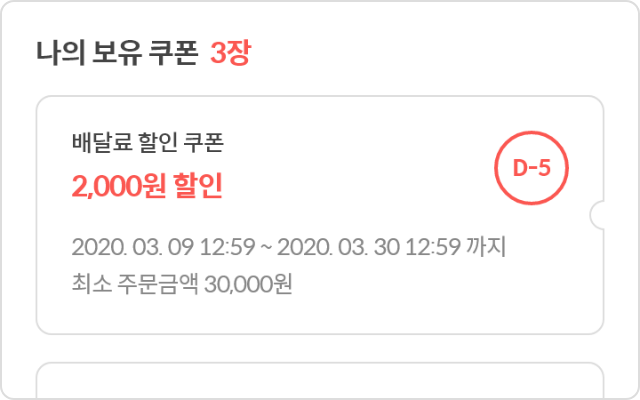 나의 보유 쿠폰 3장
배달료 할인 쿠폰
2,000원 할인
D-5
2020. 03. 09 12:59 ~ 2020. 03. 30 12:59 까지
최소 주문금액 30,000원